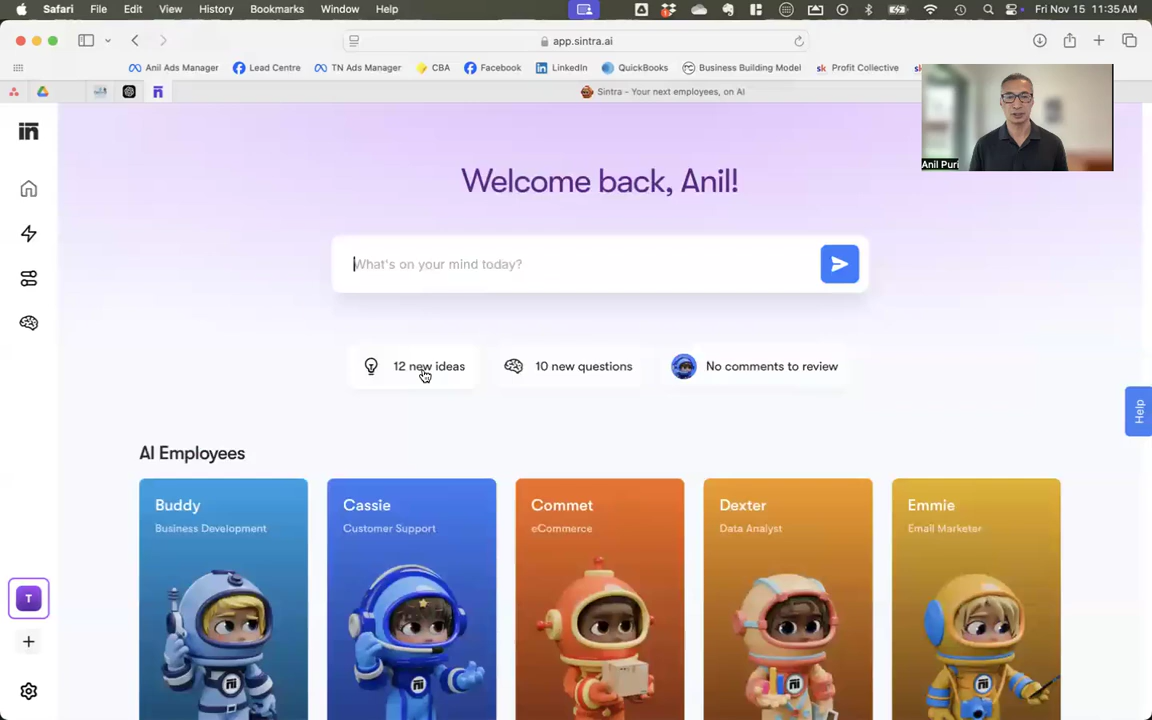 Safari File Edit View History Bookmarks Window Help Fri Nov 15 11:35 AM
app.sintra.ai
Anil Ads Manager Lead Centre TN Ads Manager CBA Facebook LinkedIn QuickBooks Business Building Model Profit Collective
Sintra - Your next employees, on AI
Anil Puri
Welcome back, Anil!
What's on your mind today?
12 new ideas 10 new questions No comments to review
Help
AI Employees
Buddy Cassie Commet Dexter Emmie
Business Development Customer Support eCommerce Data Analyst Email Marketer
T